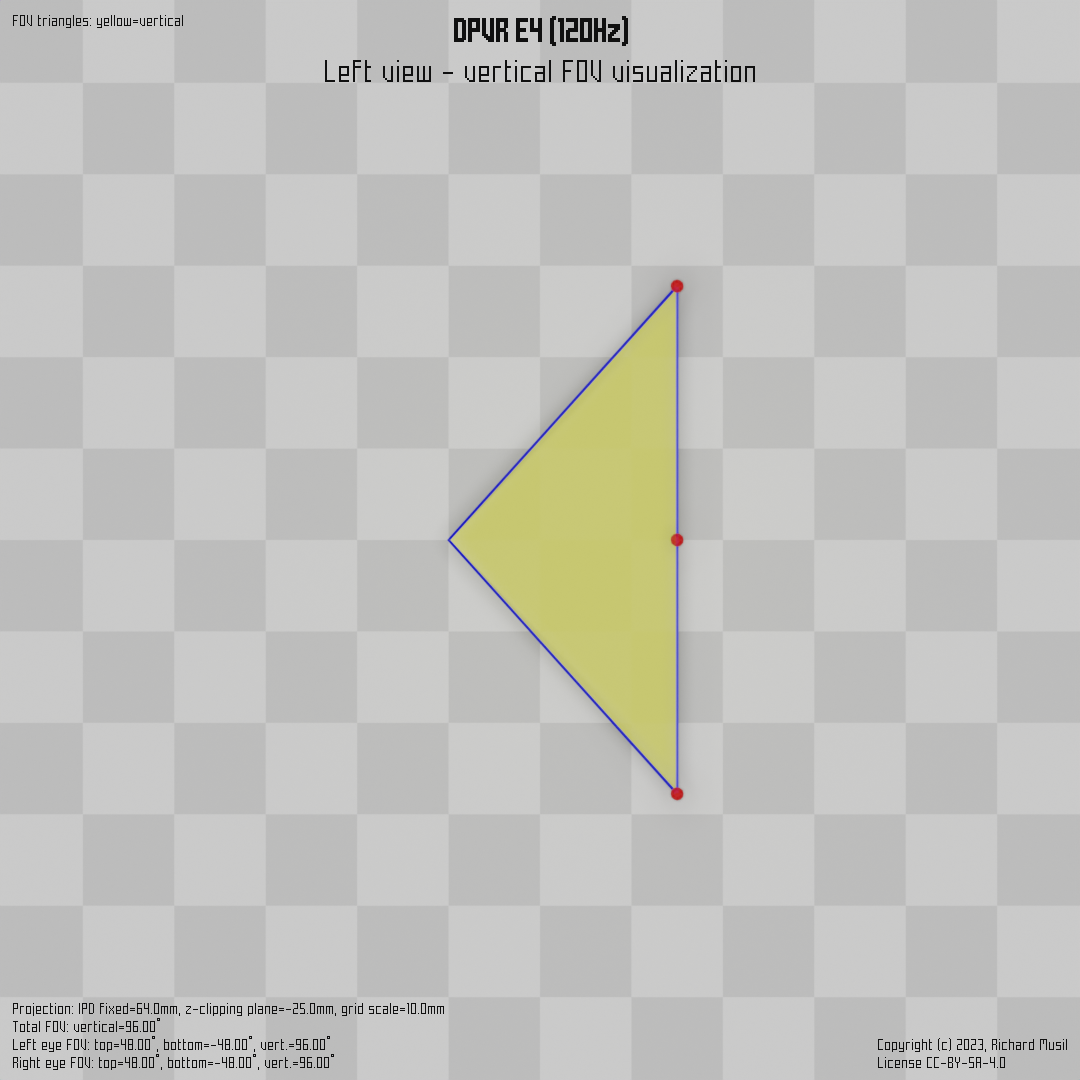 FOV triangles: yellow=vertical
DPVR E4 (120Hz)
Left view - vertical FOV visualization
Projection: IPD fixed=64.0mm, z-clipping plane=-25.0mm, grid scale=10.0mm
Total FOV: vertical=96.00°
Left eye FOV: top=48.00°, bottom=-48.00°, vert.=96.00°
Right eye FOV: top=48.00°, bottom=-48.00°, vert.=96.00°
Copyright (c) 2023, Richard Musil
License CC-BY-SA-4.0